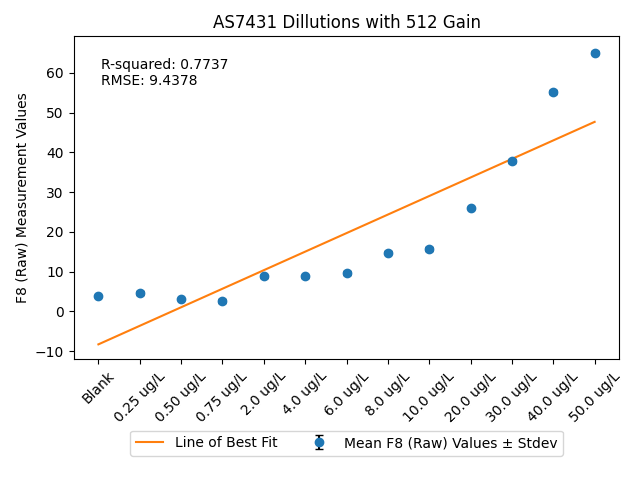 AS7431 Dillutions with 512 Gain
R-squared: 0.7737
RMSE: 9.4378
F8 (Raw) Measurement Values
60
50
40
30
20
10
0
−10
Blank
0.25 ug/L
0.50 ug/L
0.75 ug/L
2.0 ug/L
4.0 ug/L
6.0 ug/L
8.0 ug/L
10.0 ug/L
20.0 ug/L
30.0 ug/L
40.0 ug/L
50.0 ug/L
Line of Best Fit
Mean F8 (Raw) Values ± Stdev